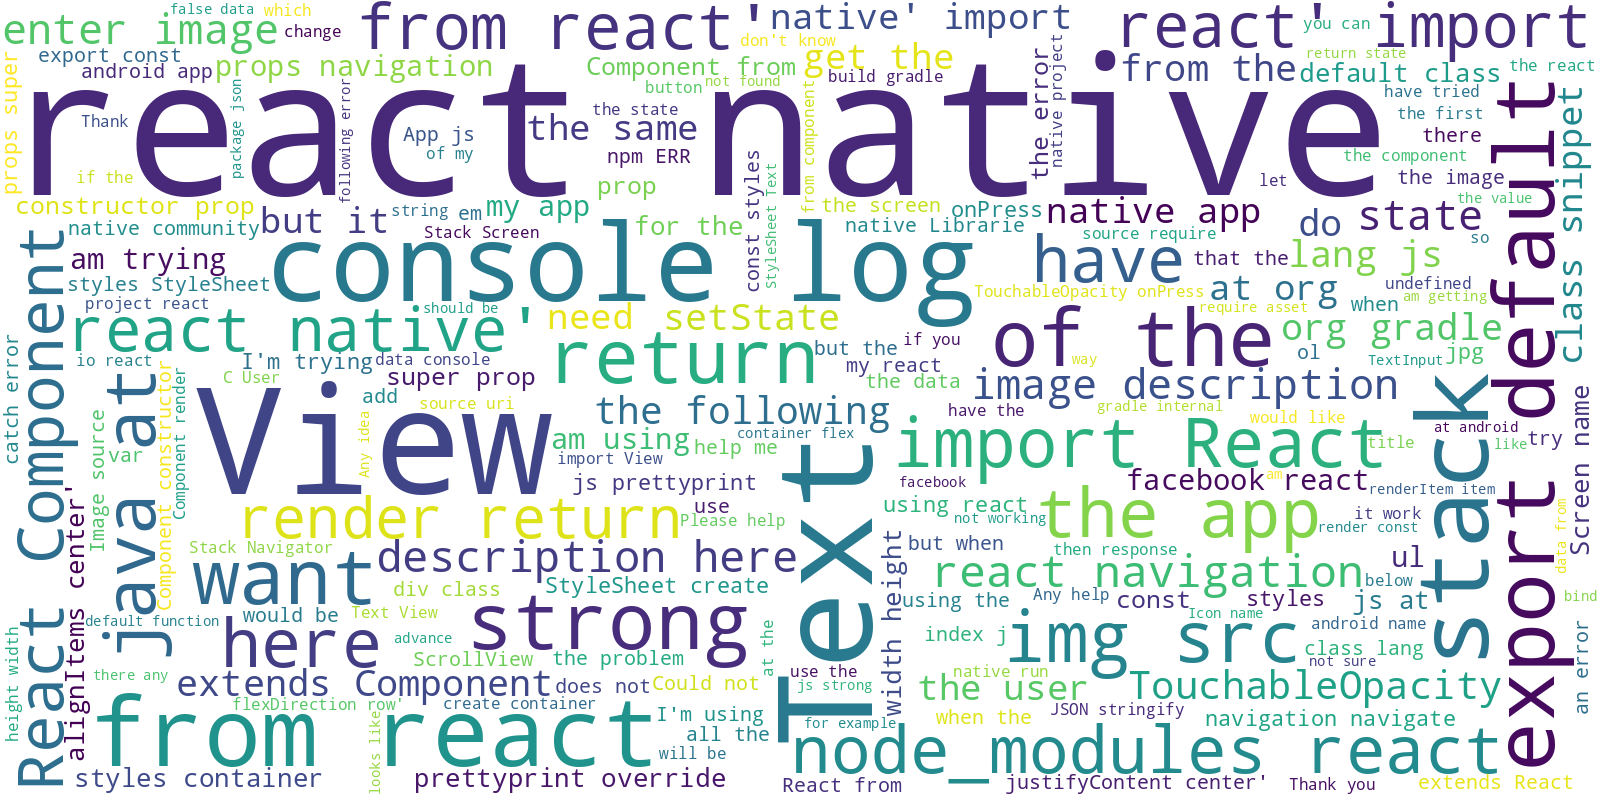 false data
which
enter image
change
from react'
native' import
react' import
you can
don't know
export const
return state
android app
props navigation
Component from
get the
build gradle
from the
default class
the react
props super
button
not found
react native
the state
have tried
Thank
package json
following error
App js
the same
of my
npm ERR
from component
the error
native project
the first
there
the component
class snippet
if the
prop
let
the image
the value
constructor prop
but it
string
em
my app
for the
const styles
StyleSheet Text
the screen
onPress
native app
do
state
native community
Stack Screen
native Librarie
source require
so
am trying
console log
have
that the
lang js
styles StyleSheet
TouchableOpacity onPress
at org
when
undefined
am getting
project react
should be
require asset
react native'
need setState
of the
org gradle
export default
catch error
io react
I'm trying
data console
return
but the
if you
way
ol
TextInput
jpg
C User
super prop
my react
the data
image description
add
source uri
the following
have the
gradle internal
would like
at android
React Component
java at
Component constructor
Component render
View
Any idea
am using
help me
container flex
import React
title
like
try
var
Image source
import View
js prettyprint
use
facebook
facebook react
am
renderItem item
stack
Screen name
alignItems center'
render return
Please help
Text
using react
not working
the app
it work
render const
data from
Stack Navigator
description here
width height
but when
then response
ul
want
div class
StyleSheet create
react navigation
below
would be
Text View
strong
using the
Any help
const
styles
js at
bind
default function
here
advance
index j
img src
Icon name
android name
height width
ScrollView
the problem
at the
use the
native run
not sure
class lang
an error
there any
extends Component
does not
Could not
js strong
the user
TouchableOpacity
flexDirection row'
create container
I'm using
for example
when the
JSON stringify
navigation navigate
from react
looks like
all the
will be
node_modules react
styles container
prettyprint override
React from
justifyContent center'
Thank you
extends React